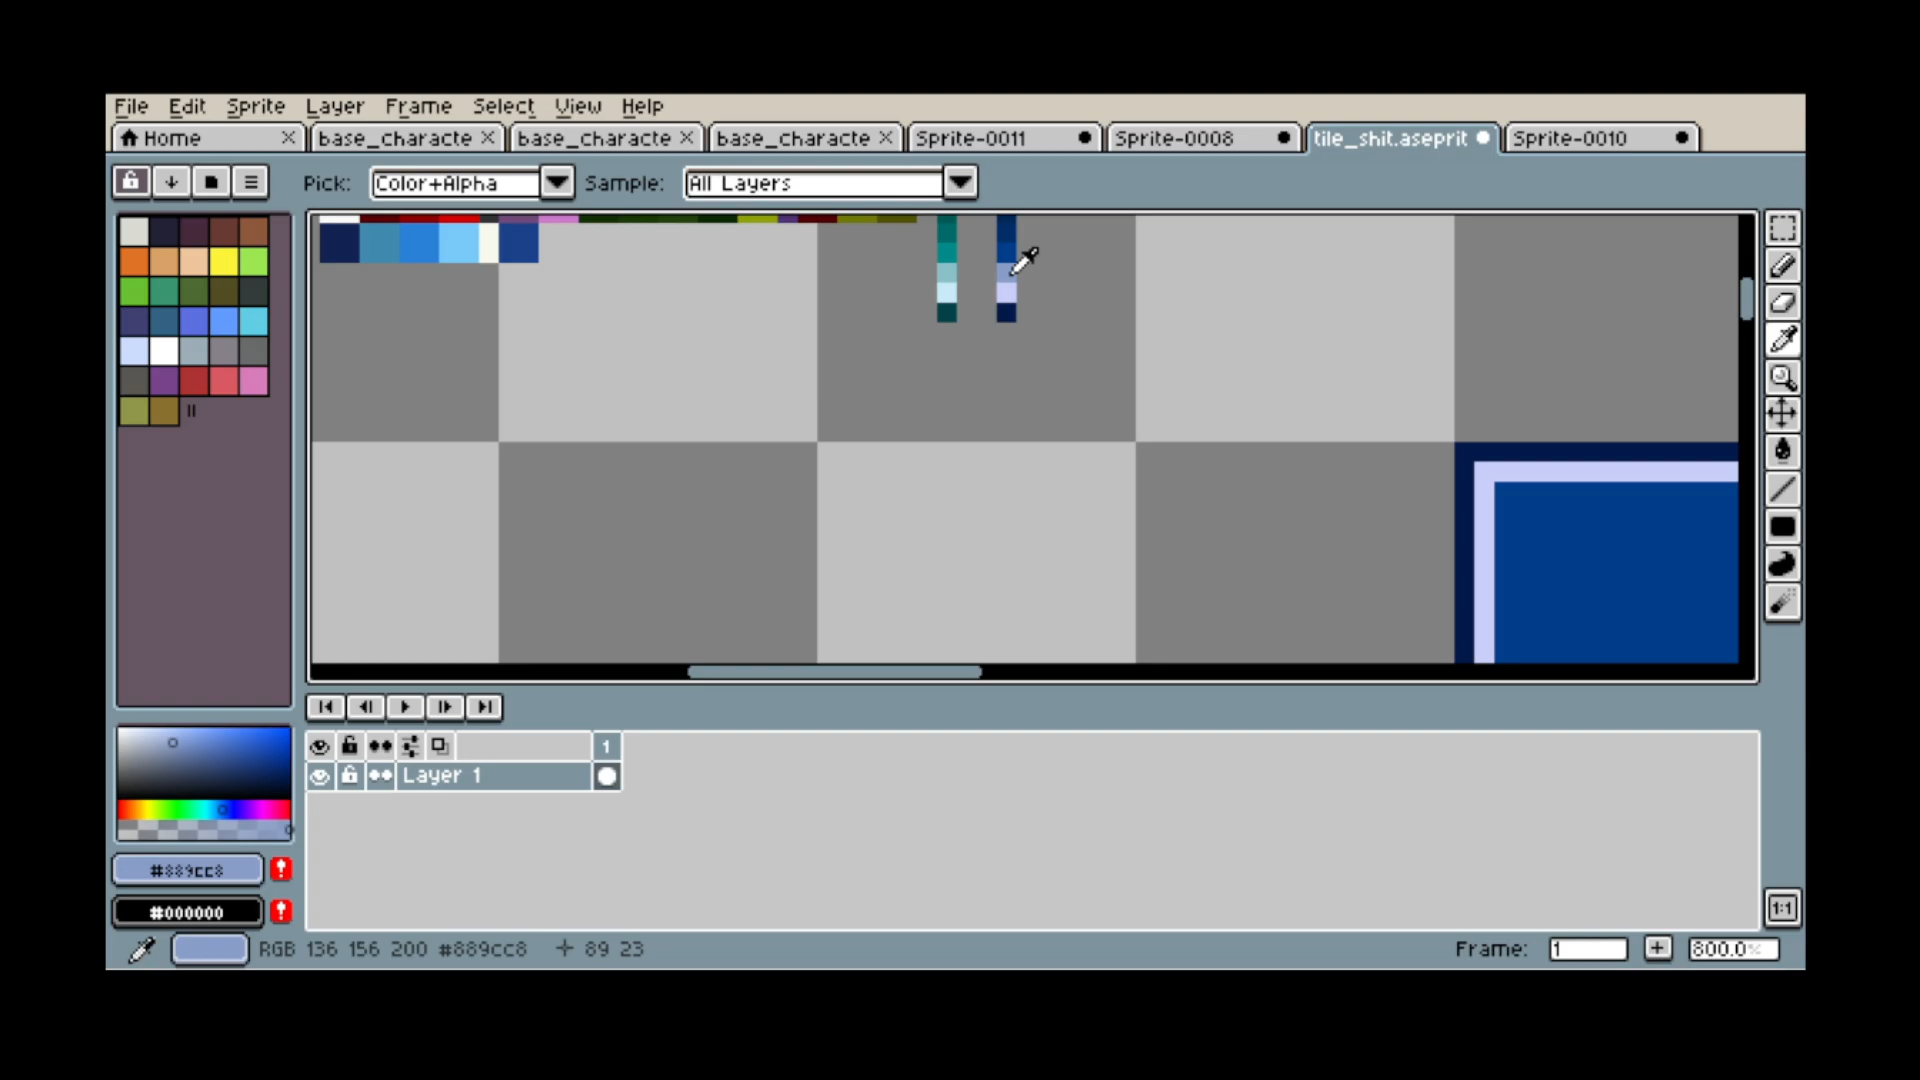 File Edit Sprite Layer Frame Select View Help
Home base_characte base_characte base_characte Sprite-0011 Sprite-0008 tile_shit.aseprit Sprite-0010
Pick: Color+Alpha Sample: All Layers
1
Layer 1
#889cc8
#000000
1:1
RGB 136 156 200 #889cc8 89 23 Frame: 1 + 800.0%